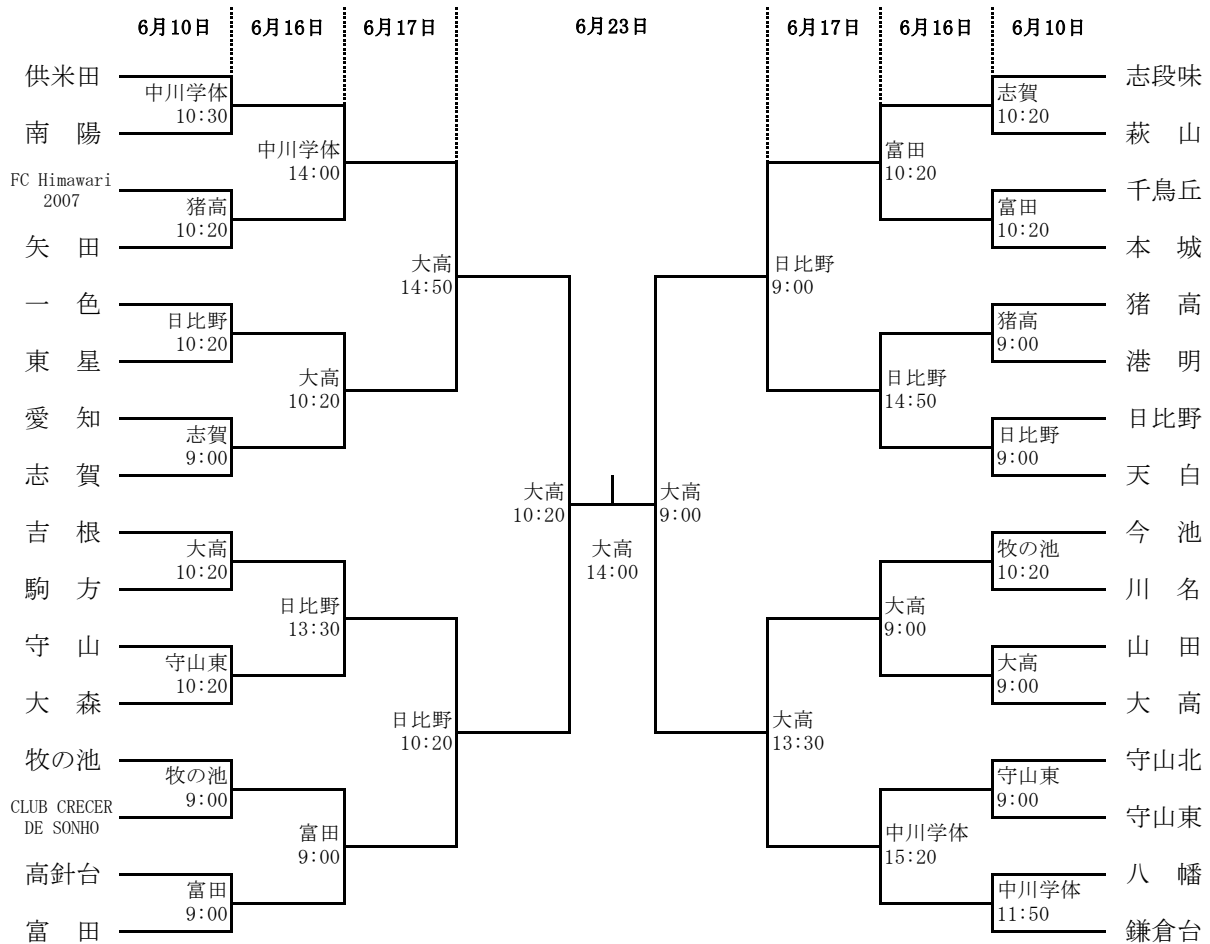 6月10日 6月16日 6月17日 6月23日 6月17日 6月16日 6月10日
供米田
南 陽
FC Himawari
2007
矢 田
一 色
東 星
愛 知
志 賀
吉 根
駒 方
守 山
大 森
牧の池
CLUB CRECER
DE SONHO
高針台
富 田
中川学体
10:30
猪高
10:20
日比野
10:20
志賀
9:00
大高
10:20
守山東
10:20
牧の池
9:00
富田
9:00
中川学体
14:00
大高
10:20
日比野
13:30
富田
9:00
大高
14:50
日比野
10:20
大高
10:20
大高
14:00
大高
9:00
日比野
9:00
大高
13:30
富田
10:20
日比野
14:50
大高
9:00
中川学体
15:20
志賀
10:20
富田
10:20
猪高
9:00
日比野
9:00
牧の池
10:20
大高
9:00
守山東
9:00
中川学体
11:50
志段味
萩 山
千鳥丘
本 城
猪 高
港 明
日比野
天 白
今 池
川 名
山 田
大 高
守山北
守山東
八 幡
鎌倉台